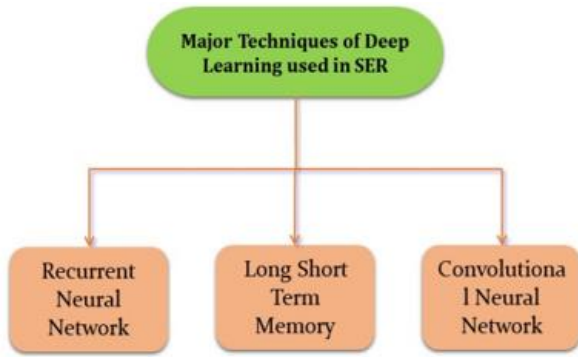 Major Techniques of Deep
Learning used in SER
Recurrent
Neural
Network
Long Short
Term
Memory
Convolutiona
l Neural
Network